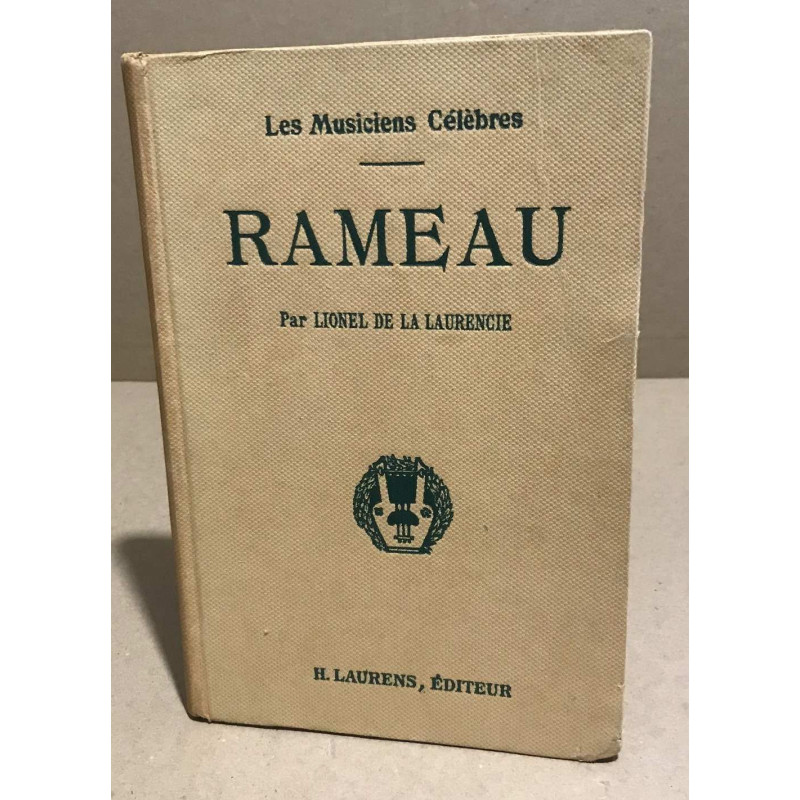 Les Musiciens Célèbres
RAMEAU
Par LIONEL DE LA LAURENCIE
H. LAURENS, ÉDITEUR